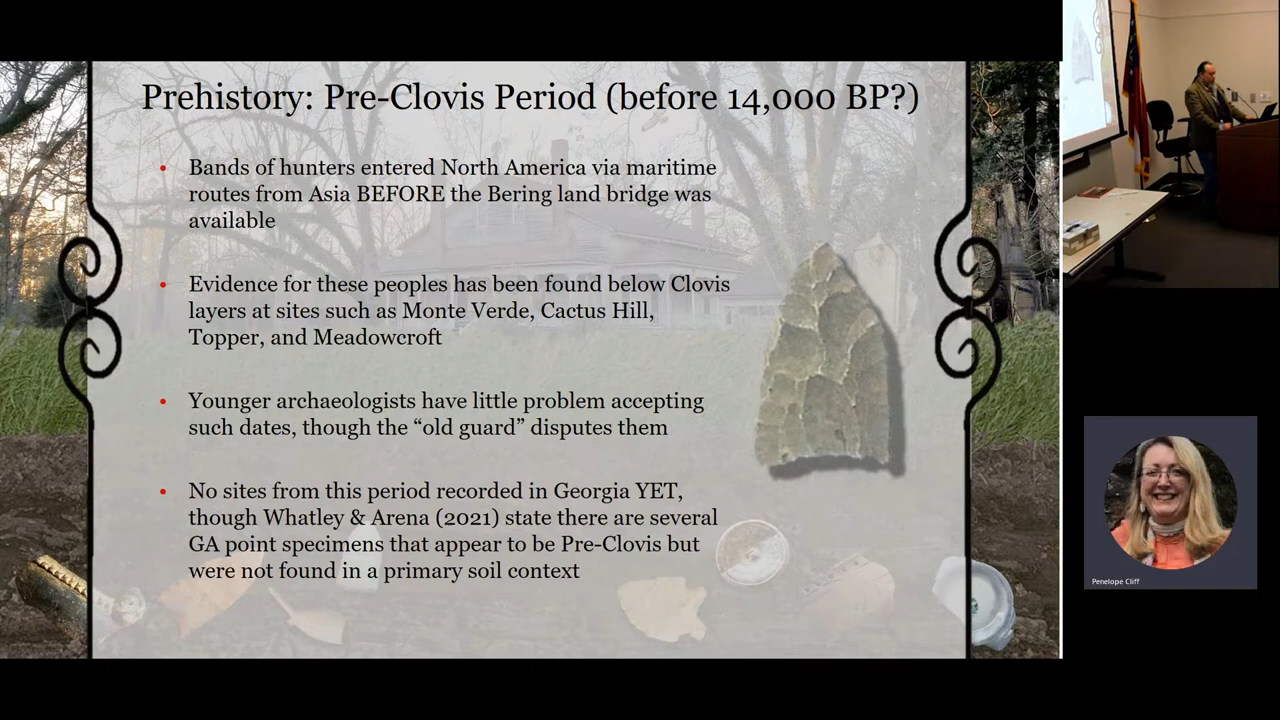 Prehistory: Pre-Clovis Period (before 14,000 BP?)
• Bands of hunters entered North America via maritime
routes from Asia BEFORE the Bering land bridge was
available
• Evidence for these peoples has been found below Clovis
layers at sites such as Monte Verde, Cactus Hill,
Topper, and Meadowcroft
• Younger archaeologists have little problem accepting
such dates, though the “old guard” disputes them
• No sites from this period recorded in Georgia YET,
though Whatley & Arena (2021) state there are several
GA point specimens that appear to be Pre-Clovis but
were not found in a primary soil context
Penelope Cliff